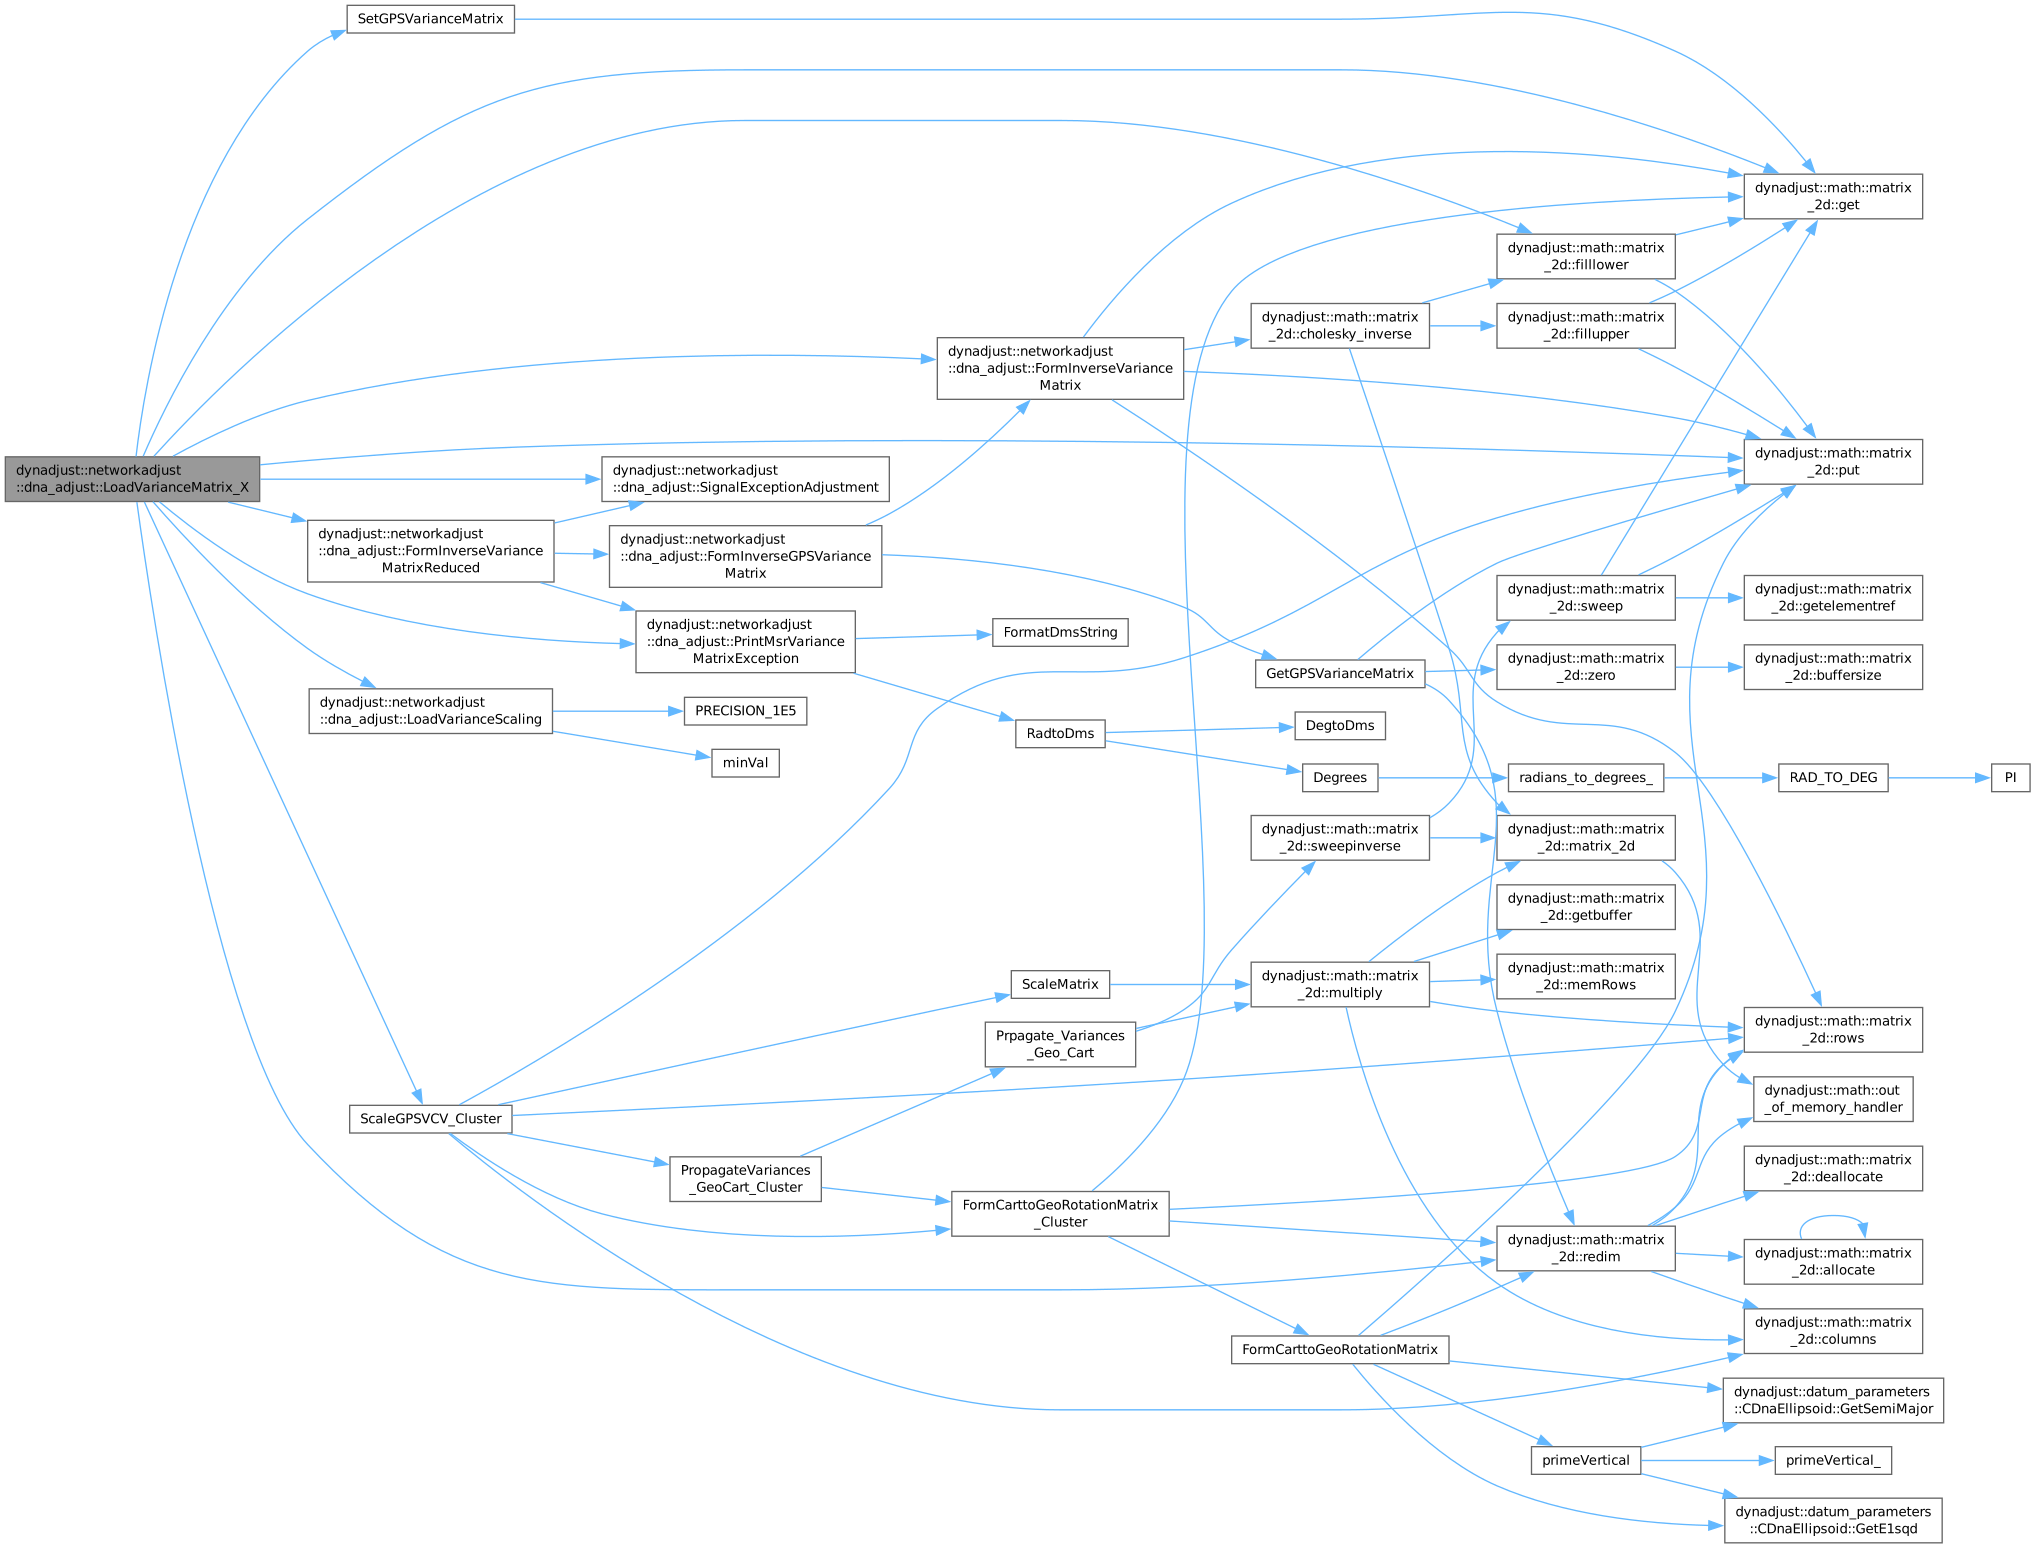 SetGPSVarianceMatrix
dynadjust::math::matrix
_2d::get
dynadjust::math::matrix
_2d::filllower
dynadjust::math::matrix
_2d::cholesky_inverse
dynadjust::math::matrix
_2d::fillupper
dynadjust::networkadjust
::dna_adjust::FormInverseVariance
Matrix
dynadjust::math::matrix
_2d::put
dynadjust::networkadjust
::dna_adjust::LoadVarianceMatrix_X
dynadjust::networkadjust
::dna_adjust::SignalExceptionAdjustment
dynadjust::networkadjust
::dna_adjust::FormInverseVariance
MatrixReduced
dynadjust::networkadjust
::dna_adjust::FormInverseGPSVariance
Matrix
dynadjust::math::matrix
_2d::sweep
dynadjust::math::matrix
_2d::getelementref
dynadjust::networkadjust
::dna_adjust::PrintMsrVariance
MatrixException
FormatDmsString
GetGPSVarianceMatrix
dynadjust::math::matrix
_2d::zero
dynadjust::math::matrix
_2d::buffersize
dynadjust::networkadjust
::dna_adjust::LoadVarianceScaling
PRECISION_1E5
minVal
RadtoDms
DegtoDms
Degrees
radians_to_degrees_
RAD_TO_DEG
PI
dynadjust::math::matrix
_2d::sweepinverse
dynadjust::math::matrix
_2d::matrix_2d
dynadjust::math::matrix
_2d::getbuffer
ScaleMatrix
dynadjust::math::matrix
_2d::multiply
dynadjust::math::matrix
_2d::memRows
Prpagate_Variances
_Geo_Cart
dynadjust::math::matrix
_2d::rows
ScaleGPSVCV_Cluster
dynadjust::math::out
_of_memory_handler
PropagateVariances
_GeoCart_Cluster
dynadjust::math::matrix
_2d::deallocate
FormCarttoGeoRotationMatrix
_Cluster
dynadjust::math::matrix
_2d::redim
dynadjust::math::matrix
_2d::allocate
dynadjust::math::matrix
_2d::columns
FormCarttoGeoRotationMatrix
dynadjust::datum_parameters
::CDnaEllipsoid::GetSemiMajor
primeVertical
primeVertical_
dynadjust::datum_parameters
::CDnaEllipsoid::GetE1sqd